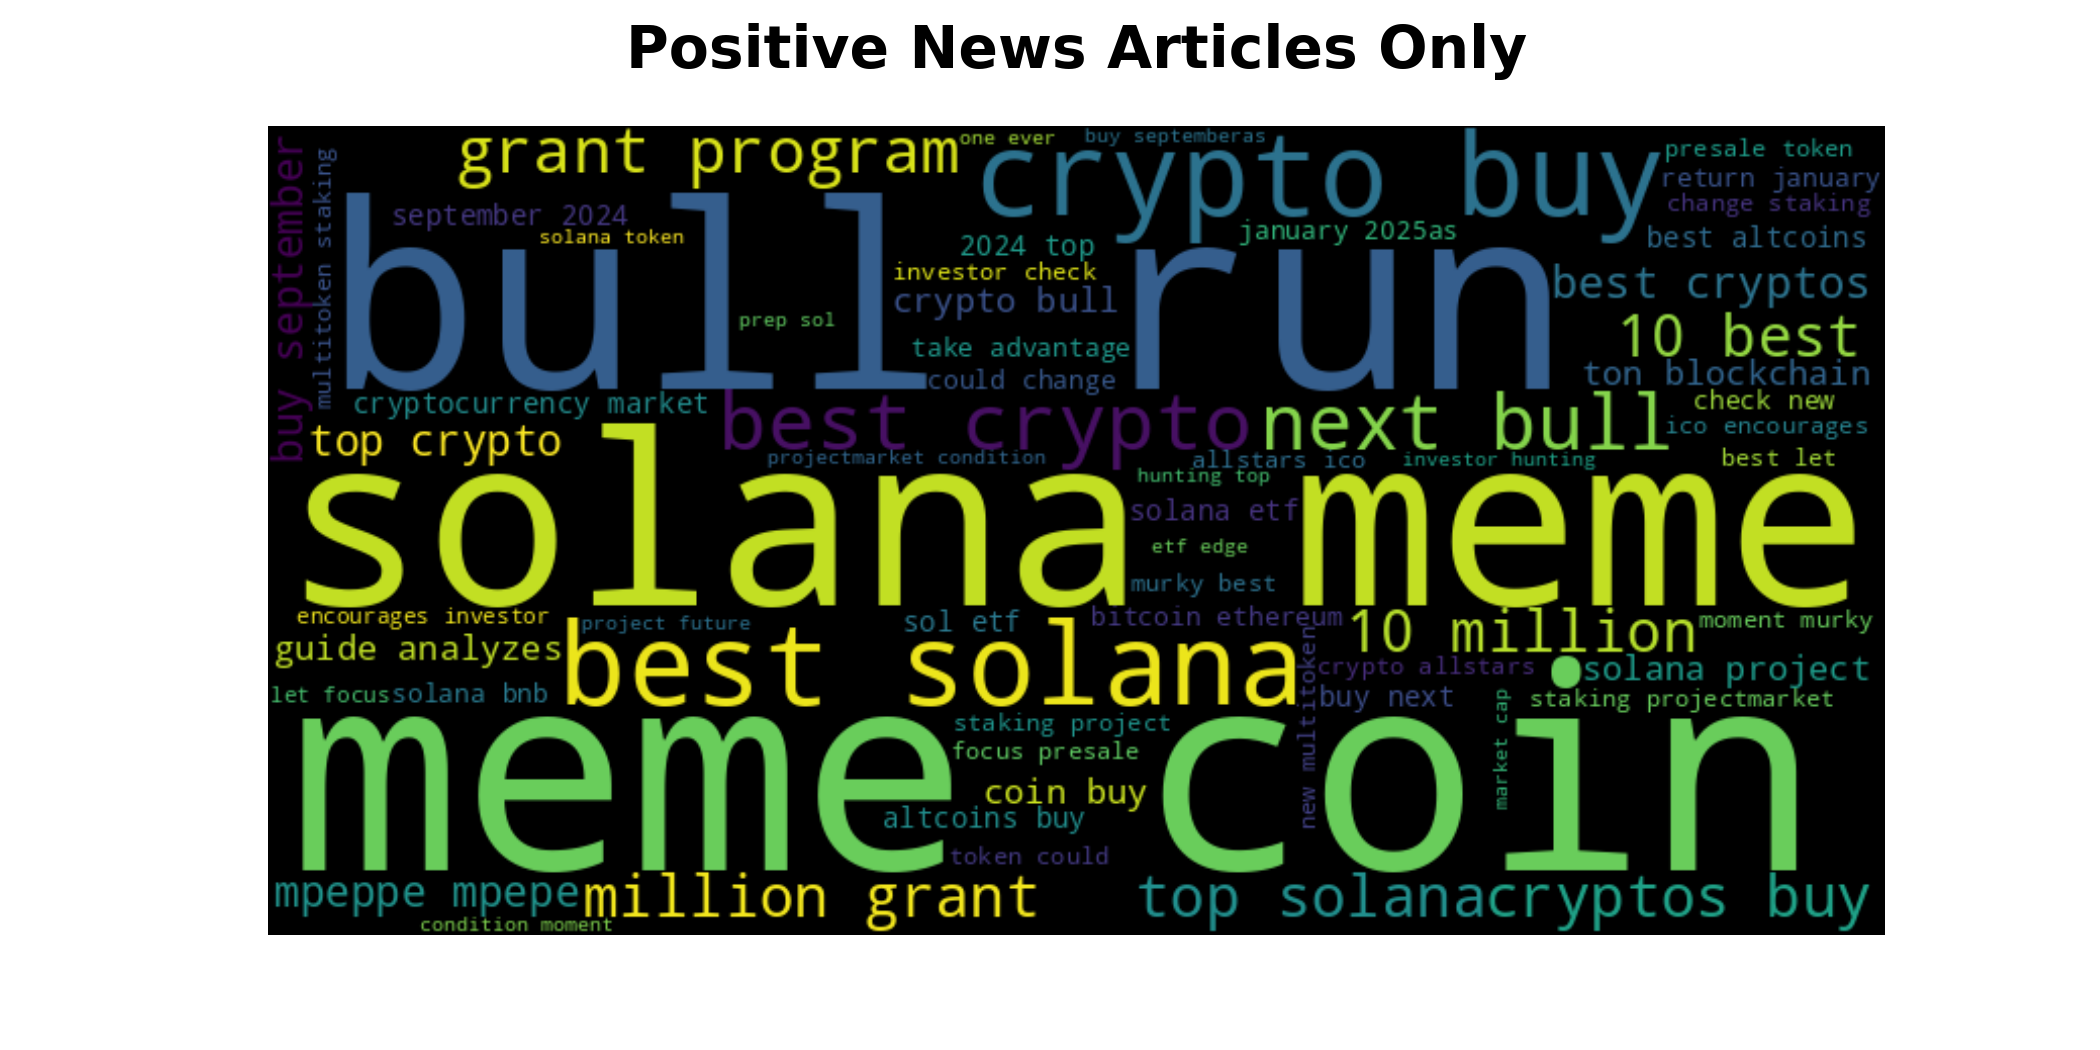 Positive News Articles Only
grant program
one ever
buy septemberas
crypto buy
presale token
return january
change staking
buy september
multitoken staking
september 2024
solana token
bull run
2024 top
january 2025as
best altcoins
investor check
crypto bull
best cryptos
prep sol
take advantage
10 best
could change
ton blockchain
cryptocurrency market
best crypto
next bull
check new
ico encourages
top crypto
projectmarket condition
allstars ico
investor hunting
best let
hunting top
solana meme
solana etf
etf edge
murky best
encourages investor
project future
sol etf
bitcoin ethereum
10 million
moment murky
guide analyzes
best solana
crypto allstars
solana project
let focus
solana bnb
new multitoken
buy next
market cap
staking projectmarket
meme coin
staking project
focus presale
coin buy
altcoins buy
token could
mpeppe mpepe
million grant
top solana
cryptos buy
condition moment